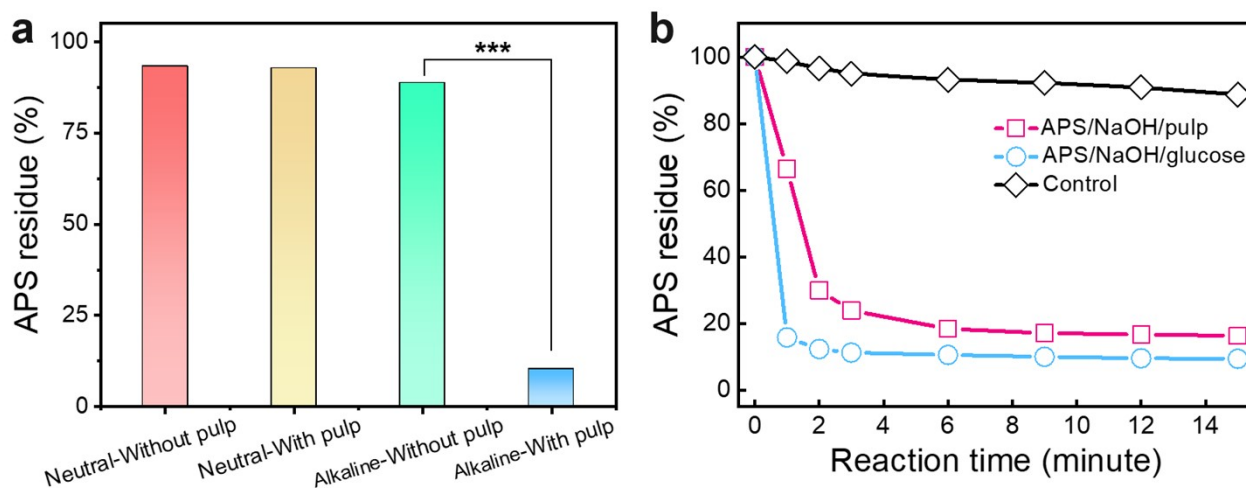 a
APS residue (%)
100
75
50
25
0
***
Neutral-Without pulp
Neutral-With pulp
Alkaline-Without pulp
Alkaline-With pulp
b
APS residue (%)
100
80
60
40
20
0
APS/NaOH/pulp
APS/NaOH/glucose
Control
0 2 4 6 8 10 12 14
Reaction time (minute)